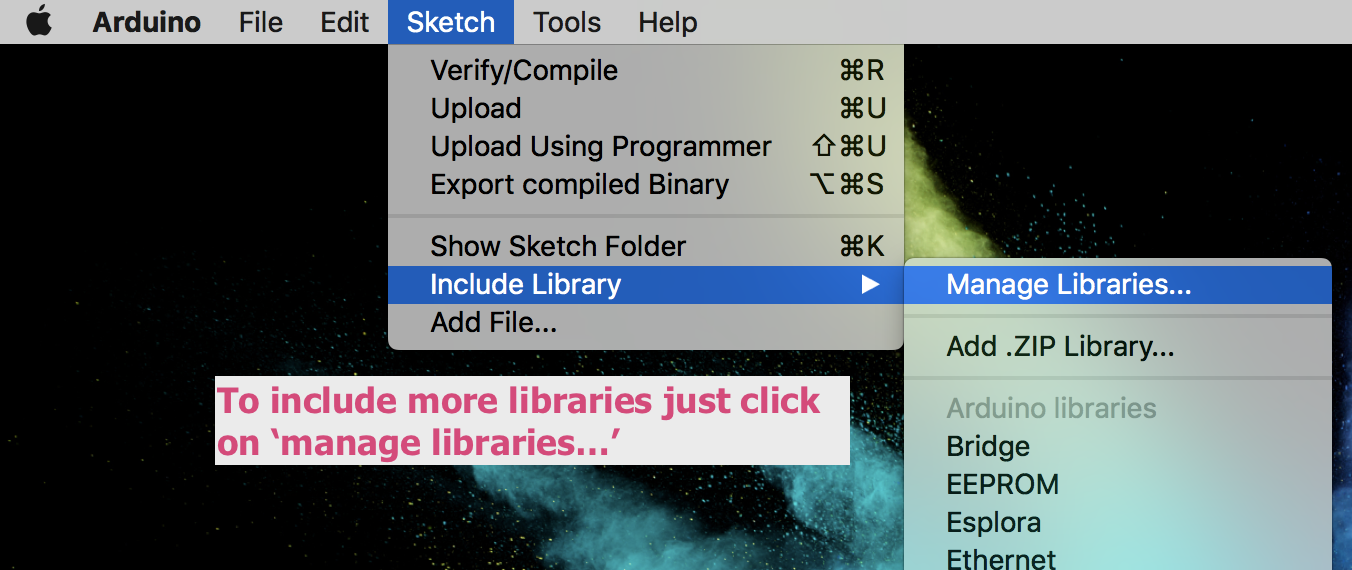 Arduino File Edit Sketch Tools Help
Verify/Compile ⌘R
Upload ⌘U
Upload Using Programmer ⇧⌘U
Export compiled Binary ⌥⌘S
Show Sketch Folder ⌘K
Include Library ▶
Add File...
Manage Libraries...
Add .ZIP Library...
Arduino libraries
Bridge
EEPROM
Esplora
Ethernet
To include more libraries just click
on ‘manage libraries...’